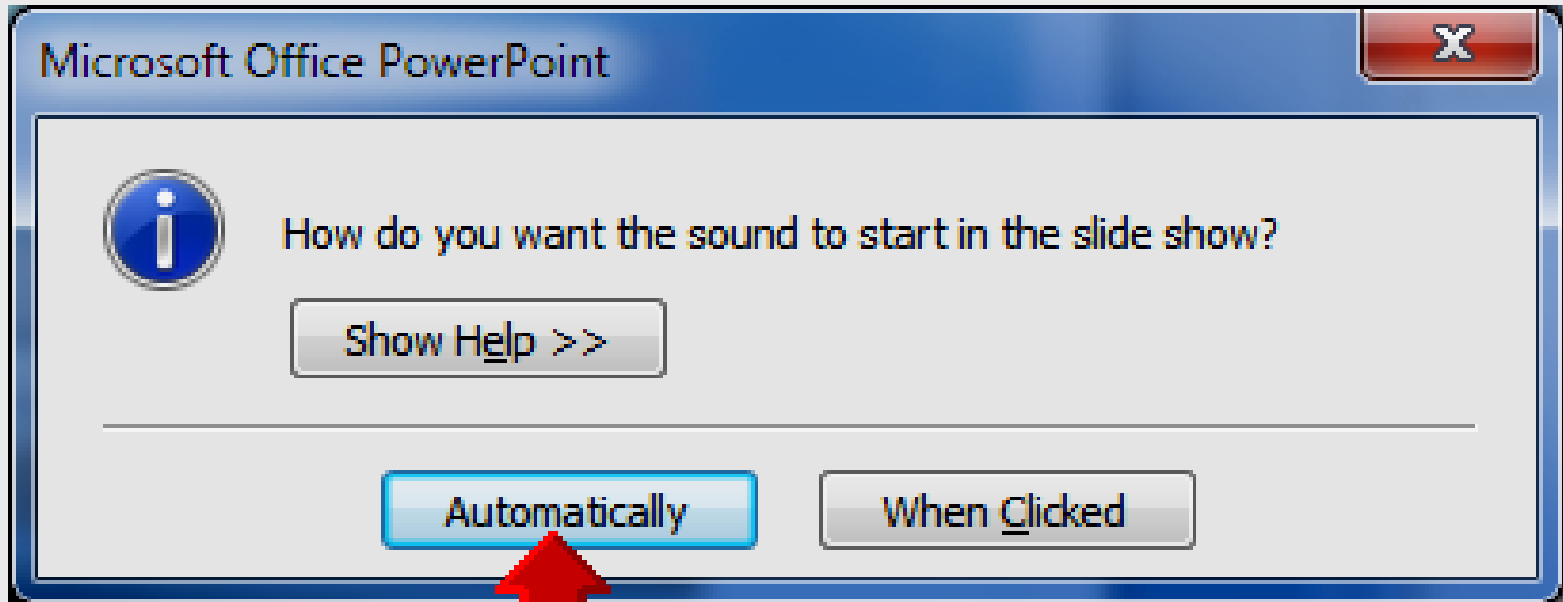 Microsoft Office PowerPoint
How do you want the sound to start in the slide show?
Show Help >>
Automatically
When Clicked